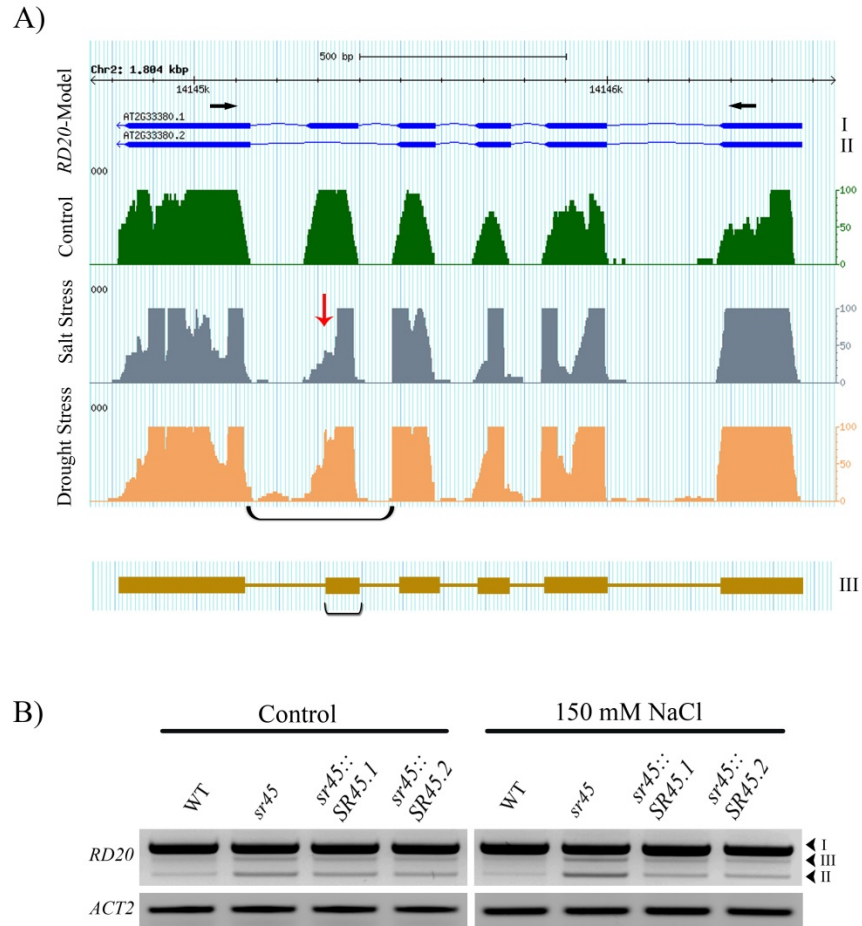 A)
500 bp
Chr2: 1.804 kbp
14145k 14146k
RD20-Model
AT2G33380.1
I
AT2G33380.2
II
Control
000
100
50
0
Salt Stress
000
100
50
0
Drought Stress
000
100
50
0
III
B)
Control
150 mM NaCl
WT
sr45
sr45::
SR45.1
sr45::
SR45.2
WT
sr45
sr45::
SR45.1
sr45::
SR45.2
RD20
I
III
II
ACT2